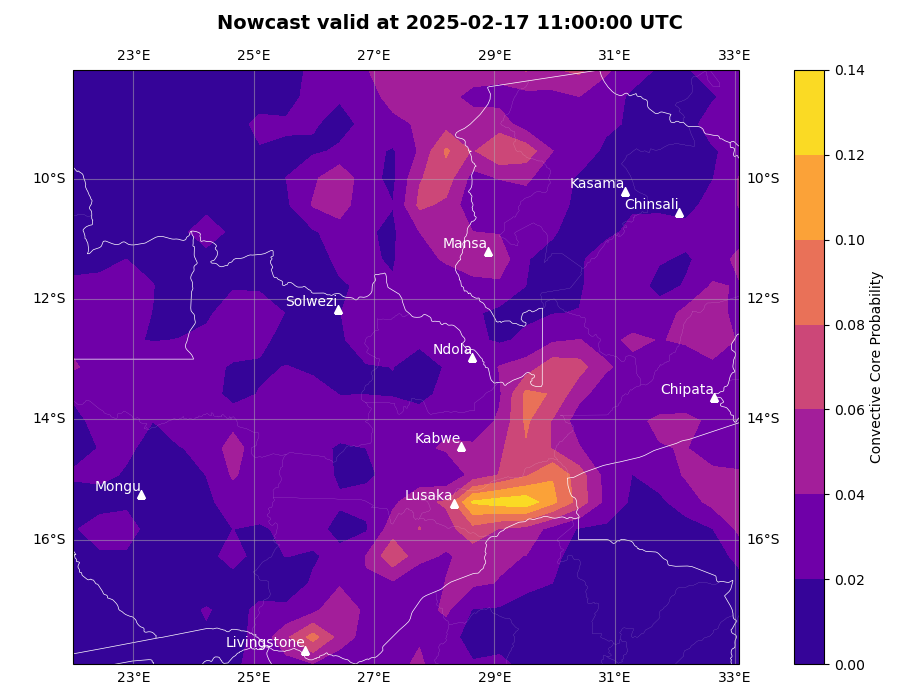 Nowcast valid at 2025-02-17 11:00:00 UTC
23°E 25°E 27°E 29°E 31°E 33°E
0.14
0.12
10°S 10°S
Kasama
Chinsali
0.10
Mansa
12°S 12°S
Solwezi
0.08
Ndola
Chipata
0.06
14°S 14°S
Kabwe
Convective Core Probability
Mongu
Lusaka
0.04
16°S 16°S
0.02
Livingstone
0.00
23°E 25°E 27°E 29°E 31°E 33°E